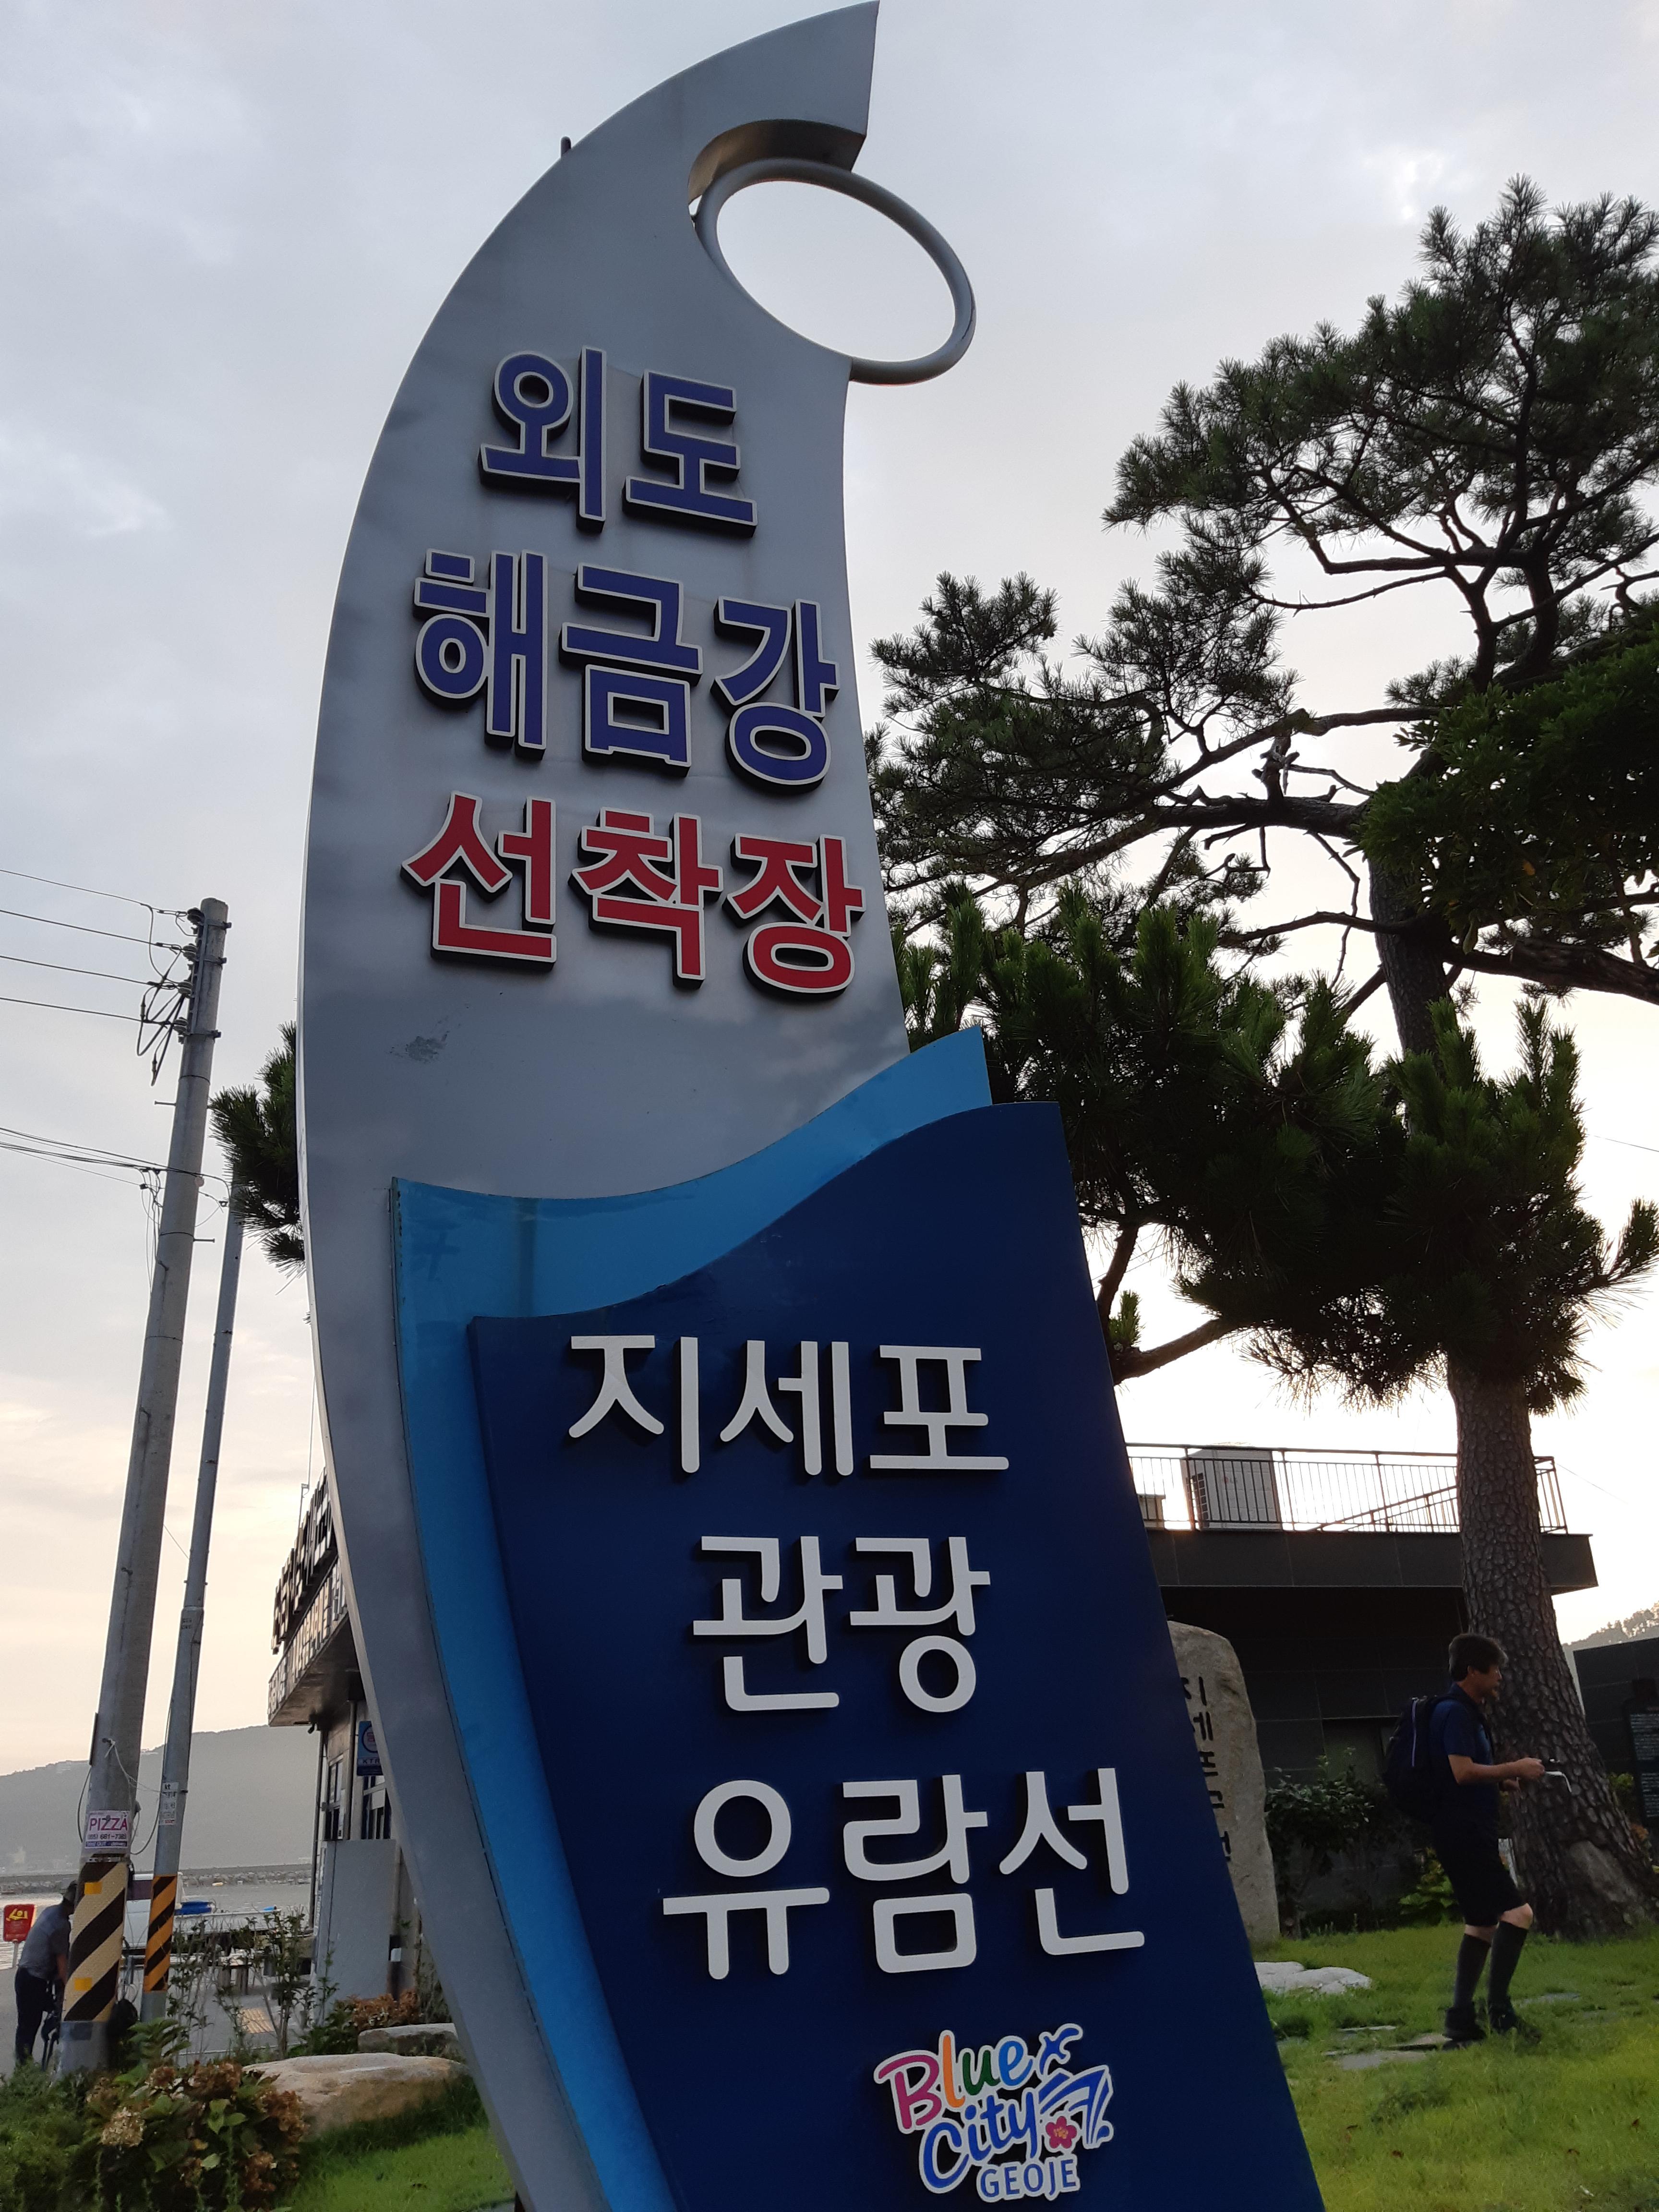 외도
해금강
선착장
지세포
관광
유람선
Blue
City
GEOJE
PIZZA